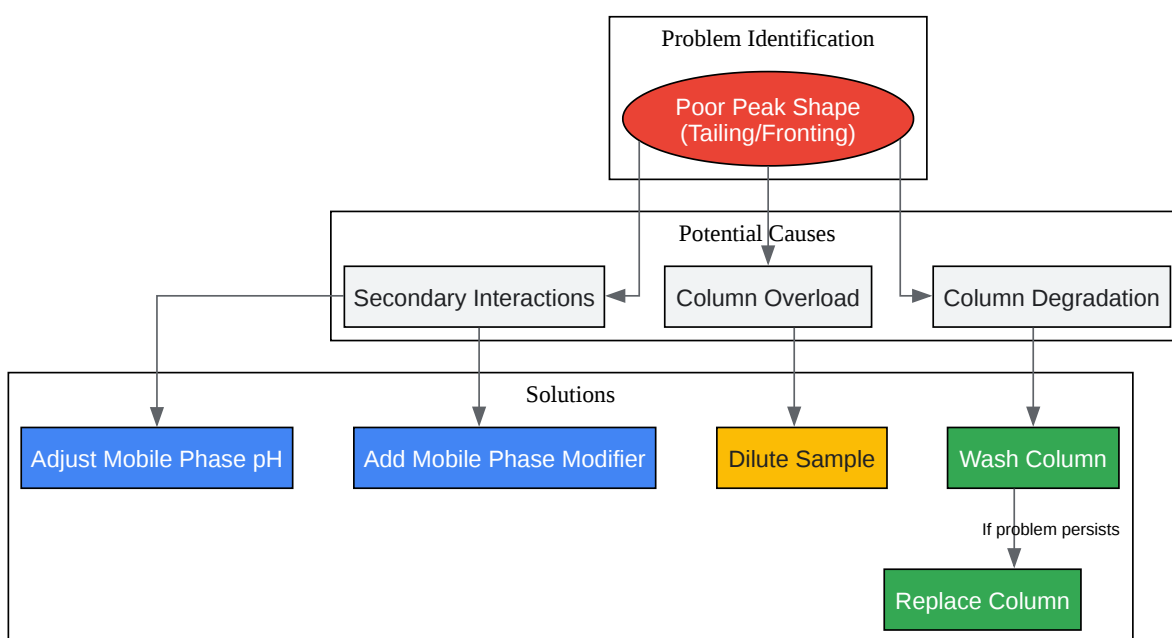 Problem Identification
Poor Peak Shape
(Tailing/Fronting)
Potential Causes
Secondary Interactions
Column Overload
Column Degradation
Solutions
Adjust Mobile Phase pH
Add Mobile Phase Modifier
Dilute Sample
Wash Column
If problem persists
Replace Column